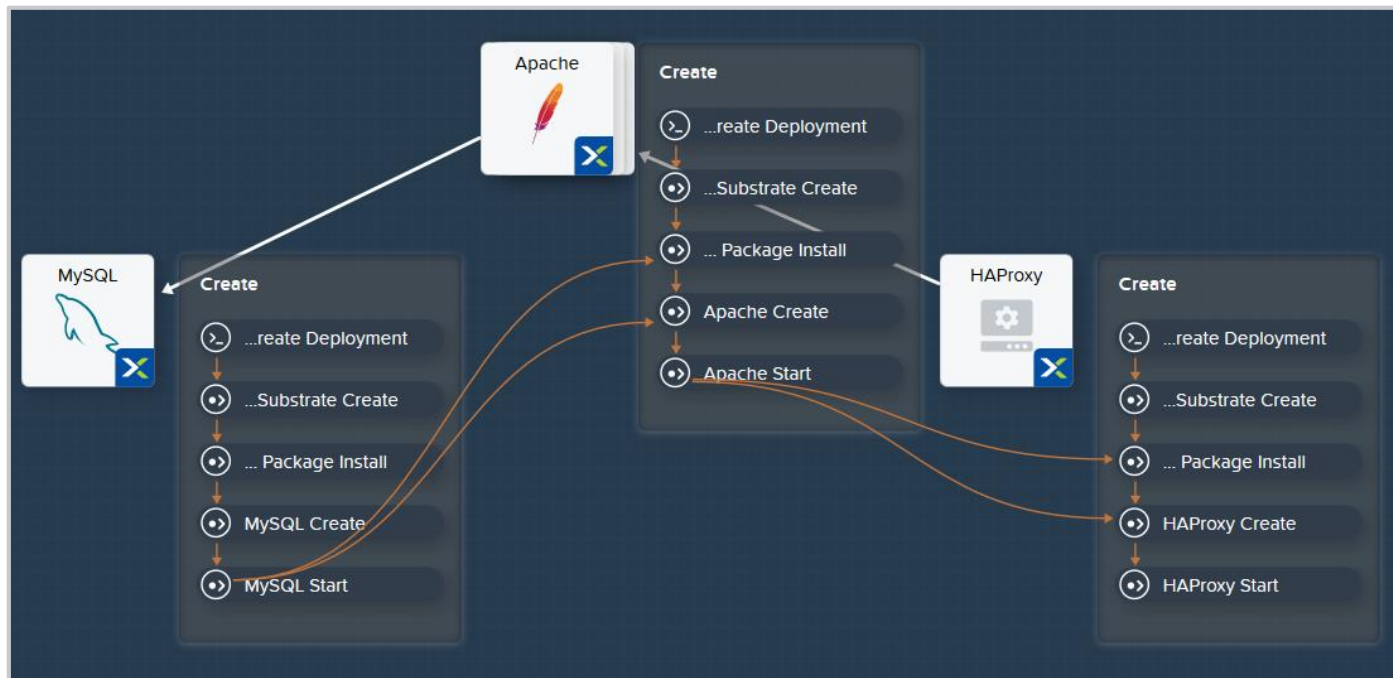 Apache
Create
...reate Deployment
...Substrate Create
... Package Install
Apache Create
Apache Start
MySQL
Create
...reate Deployment
...Substrate Create
... Package Install
MySQL Create
MySQL Start
HAProxy
Create
...reate Deployment
...Substrate Create
... Package Install
HAProxy Create
HAProxy Start